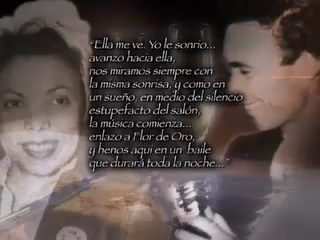 "Ella me ve. Yo le sonrio...
avanzo hacia ella,
nos miramos siempre con
la misma sonrisa, y como en
un sueño, en medio del silencio
estupefacto del salón,
la música comienza...
enlazo a Flor de Oro,
y henos aqui en un baile
que durará toda la noche..."